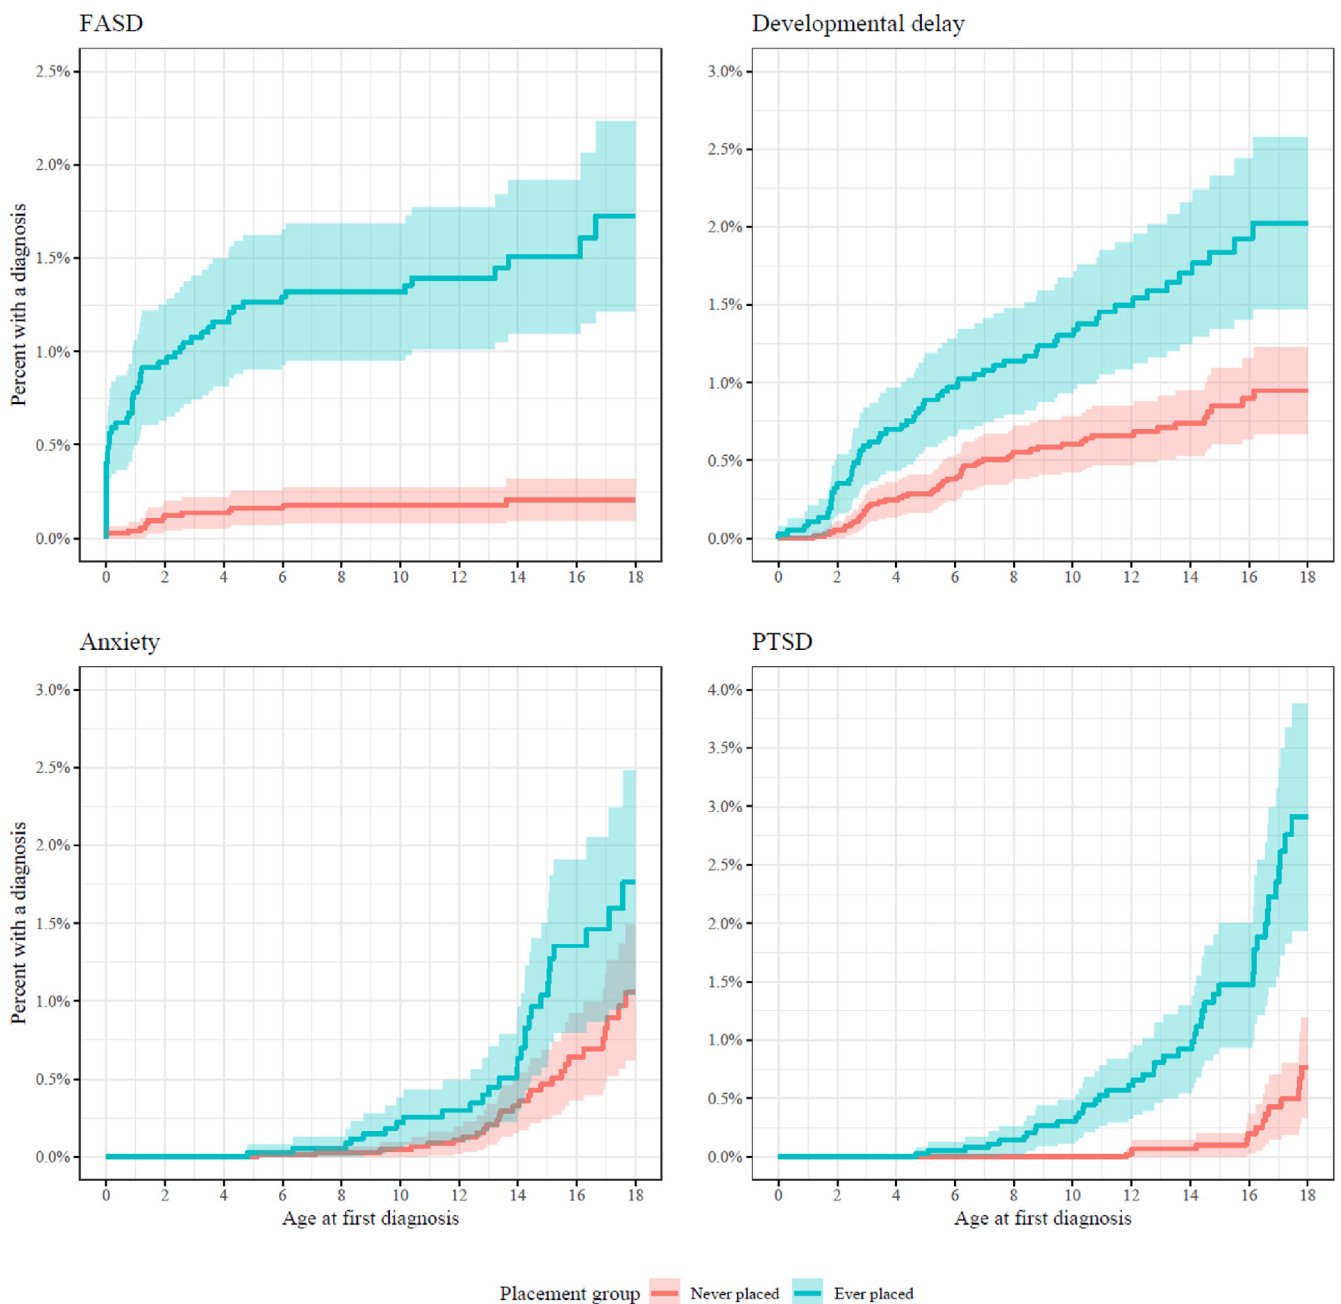 FASD
2.5%
2.0%
1.5%
1.0%
0.5%
0.0%
Percent with a diagnosis
0 2 4 6 8 10 12 14 16 18
Developmental delay
3.0%
2.5%
2.0%
1.5%
1.0%
0.5%
0.0%
0 2 4 6 8 10 12 14 16 18
Anxiety
3.0%
2.5%
2.0%
1.5%
1.0%
0.5%
0.0%
Percent with a diagnosis
0 2 4 6 8 10 12 14 16 18
Age at first diagnosis
PTSD
4.0%
3.5%
3.0%
2.5%
2.0%
1.5%
1.0%
0.5%
0.0%
0 2 4 6 8 10 12 14 16 18
Age at first diagnosis
Placement group Never placed Ever placed